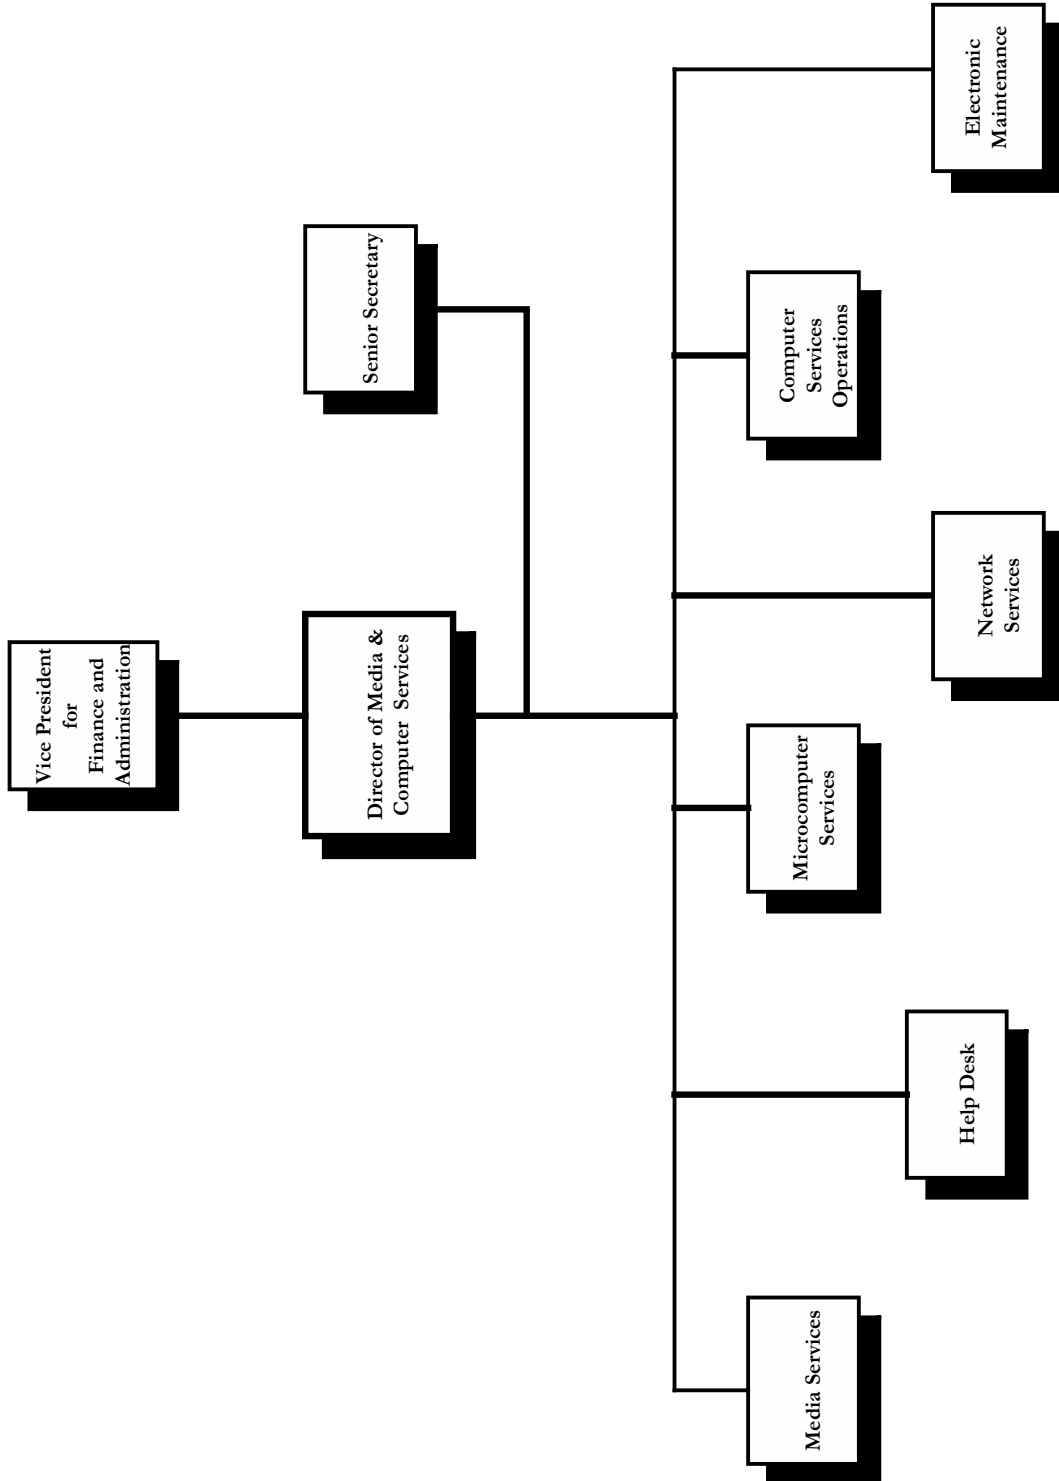 Vice President
for
Finance and
Administration
Director of Media &
Computer Services
Senior Secretary
Media Services
Help Desk
Microcomputer
Services
Network
Services
Computer
Services
Operations
Electronic
Maintenance